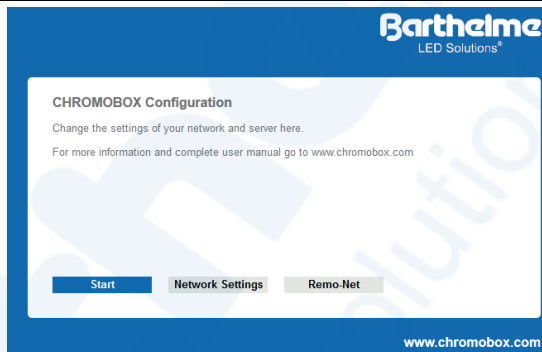 Barthelme
LED Solutions®
CHROMOBOX Configuration
Change the settings of your network and server here.
For more information and complete user manual go to www.chromobox.com
Start
Network Settings
Remo-Net
www.chromobox.com